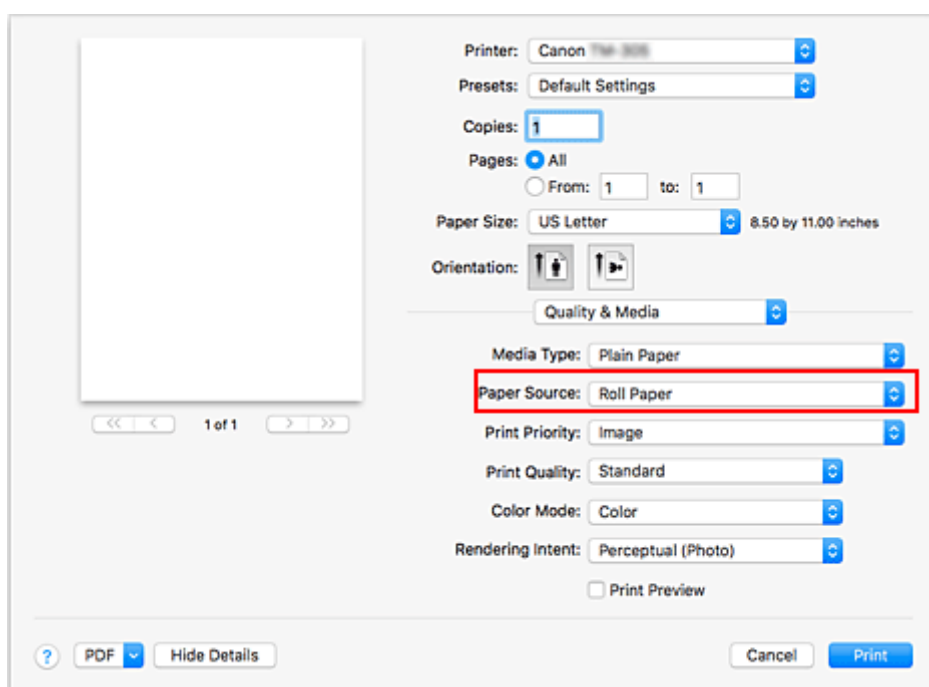 Printer: Canon
Presets: Default Settings
Copies: 1
Pages: All
From: 1 to: 1
Paper Size: US Letter 8.50 by 11.00 inches
Orientation:
Quality & Media
Media Type: Plain Paper
Paper Source: Roll Paper
1 of 1
Print Priority: Image
Print Quality: Standard
Color Mode: Color
Rendering Intent: Perceptual (Photo)
Print Preview
? PDF Hide Details Cancel Print